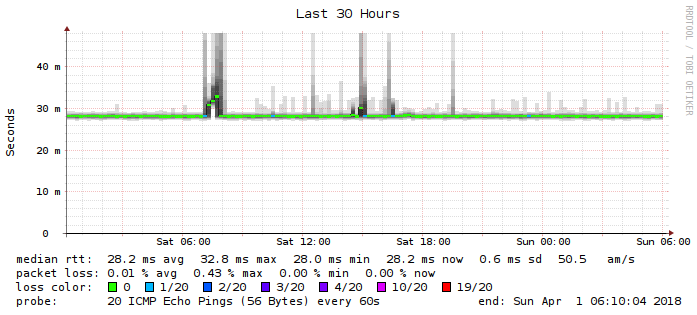 Last 30 Hours
RRDTOOL / TOBI OETIKER
Seconds
40 m
30 m
20 m
10 m
0
Sat 06:00 Sat 12:00 Sat 18:00 Sun 00:00 Sun 06:00
median rtt: 28.2 ms avg 32.8 ms max 28.0 ms min 28.2 ms now 0.6 ms sd 50.5 am/s
packet loss: 0.01 % avg 0.43 % max 0.00 % min 0.00 % now
loss color: 0 1/20 2/20 3/20 4/20 10/20 19/20
probe: 20 ICMP Echo Pings (56 Bytes) every 60s end: Sun Apr 1 06:10:04 2018